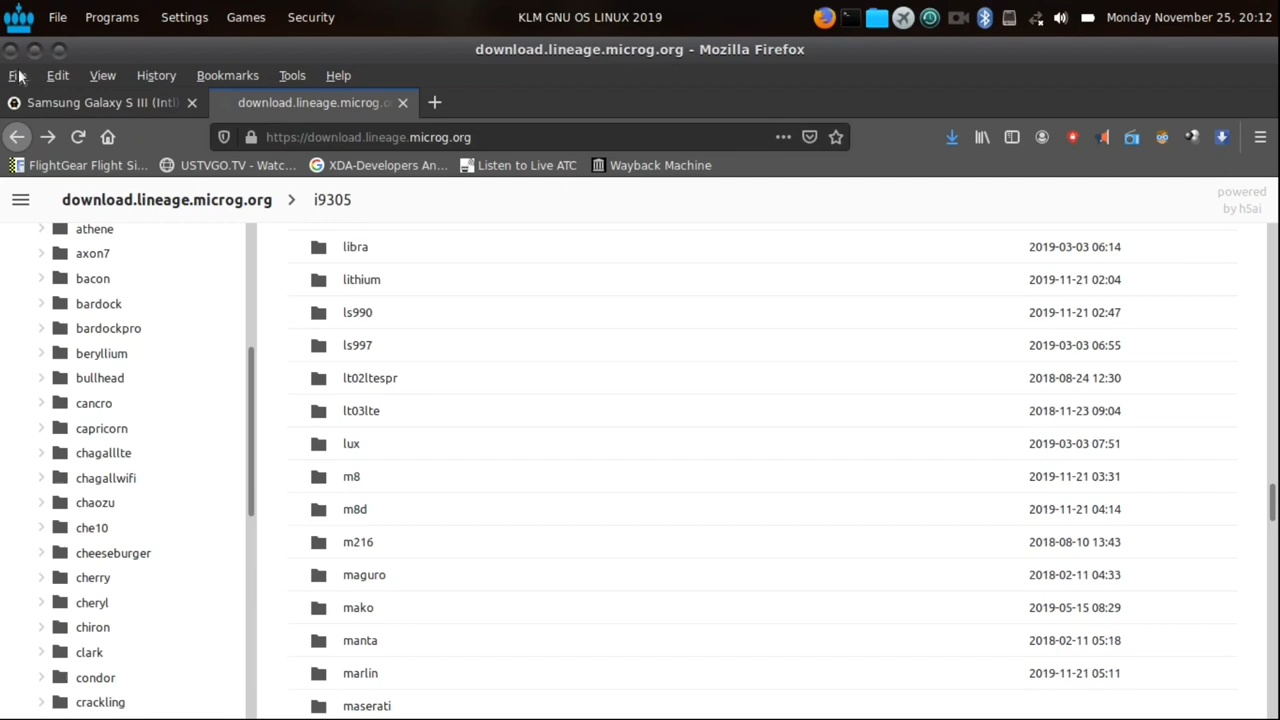 File Programs Settings Games Security KLM GNU OS LINUX 2019 Monday November 25, 20:12
download.lineage.microg.org - Mozilla Firefox
Edit View History Bookmarks Tools Help
Samsung Galaxy S III (Intl) download.lineage.microg.o
https://download.lineage.microg.org
FlightGear Flight Si... USTVGO.TV - Watc... XDA-Developers An... Listen to Live ATC Wayback Machine
download.lineage.microg.org i9305
powered
by h5ai
athene
axon7
bacon
bardock
bardockpro
beryllium
bullhead
cancro
capricorn
chagalllte
chagallwifi
chaozu
che10
cheeseburger
cherry
cheryl
chiron
clark
condor
crackling
libra 2019-03-03 06:14
lithium 2019-11-21 02:04
ls990 2019-11-21 02:47
ls997 2019-03-03 06:55
lt02ltespr 2018-08-24 12:30
lt03lte 2018-11-23 09:04
lux 2019-03-03 07:51
m8 2019-11-21 03:31
m8d 2019-11-21 04:14
m216 2018-08-10 13:43
maguro 2018-02-11 04:33
mako 2019-05-15 08:29
manta 2018-02-11 05:18
marlin 2019-11-21 05:11
maserati